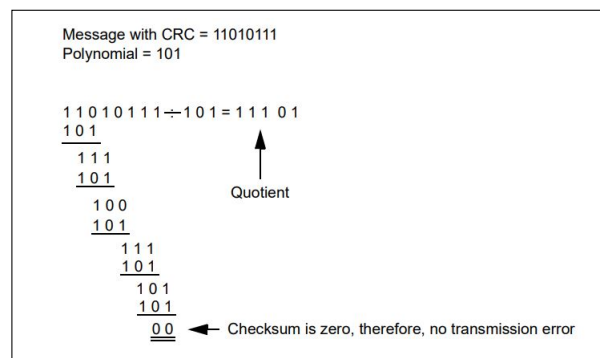 Message with CRC = 11010111
Polynomial = 101
1 1 0 1 0 1 1 1 ÷ 1 0 1 = 1 1 1 0 1
1 0 1
1 1 1
1 0 1
Quotient
1 0 0
1 0 1
1 1 1
1 0 1
1 0 1
1 0 1
0 0
Checksum is zero, therefore, no transmission error